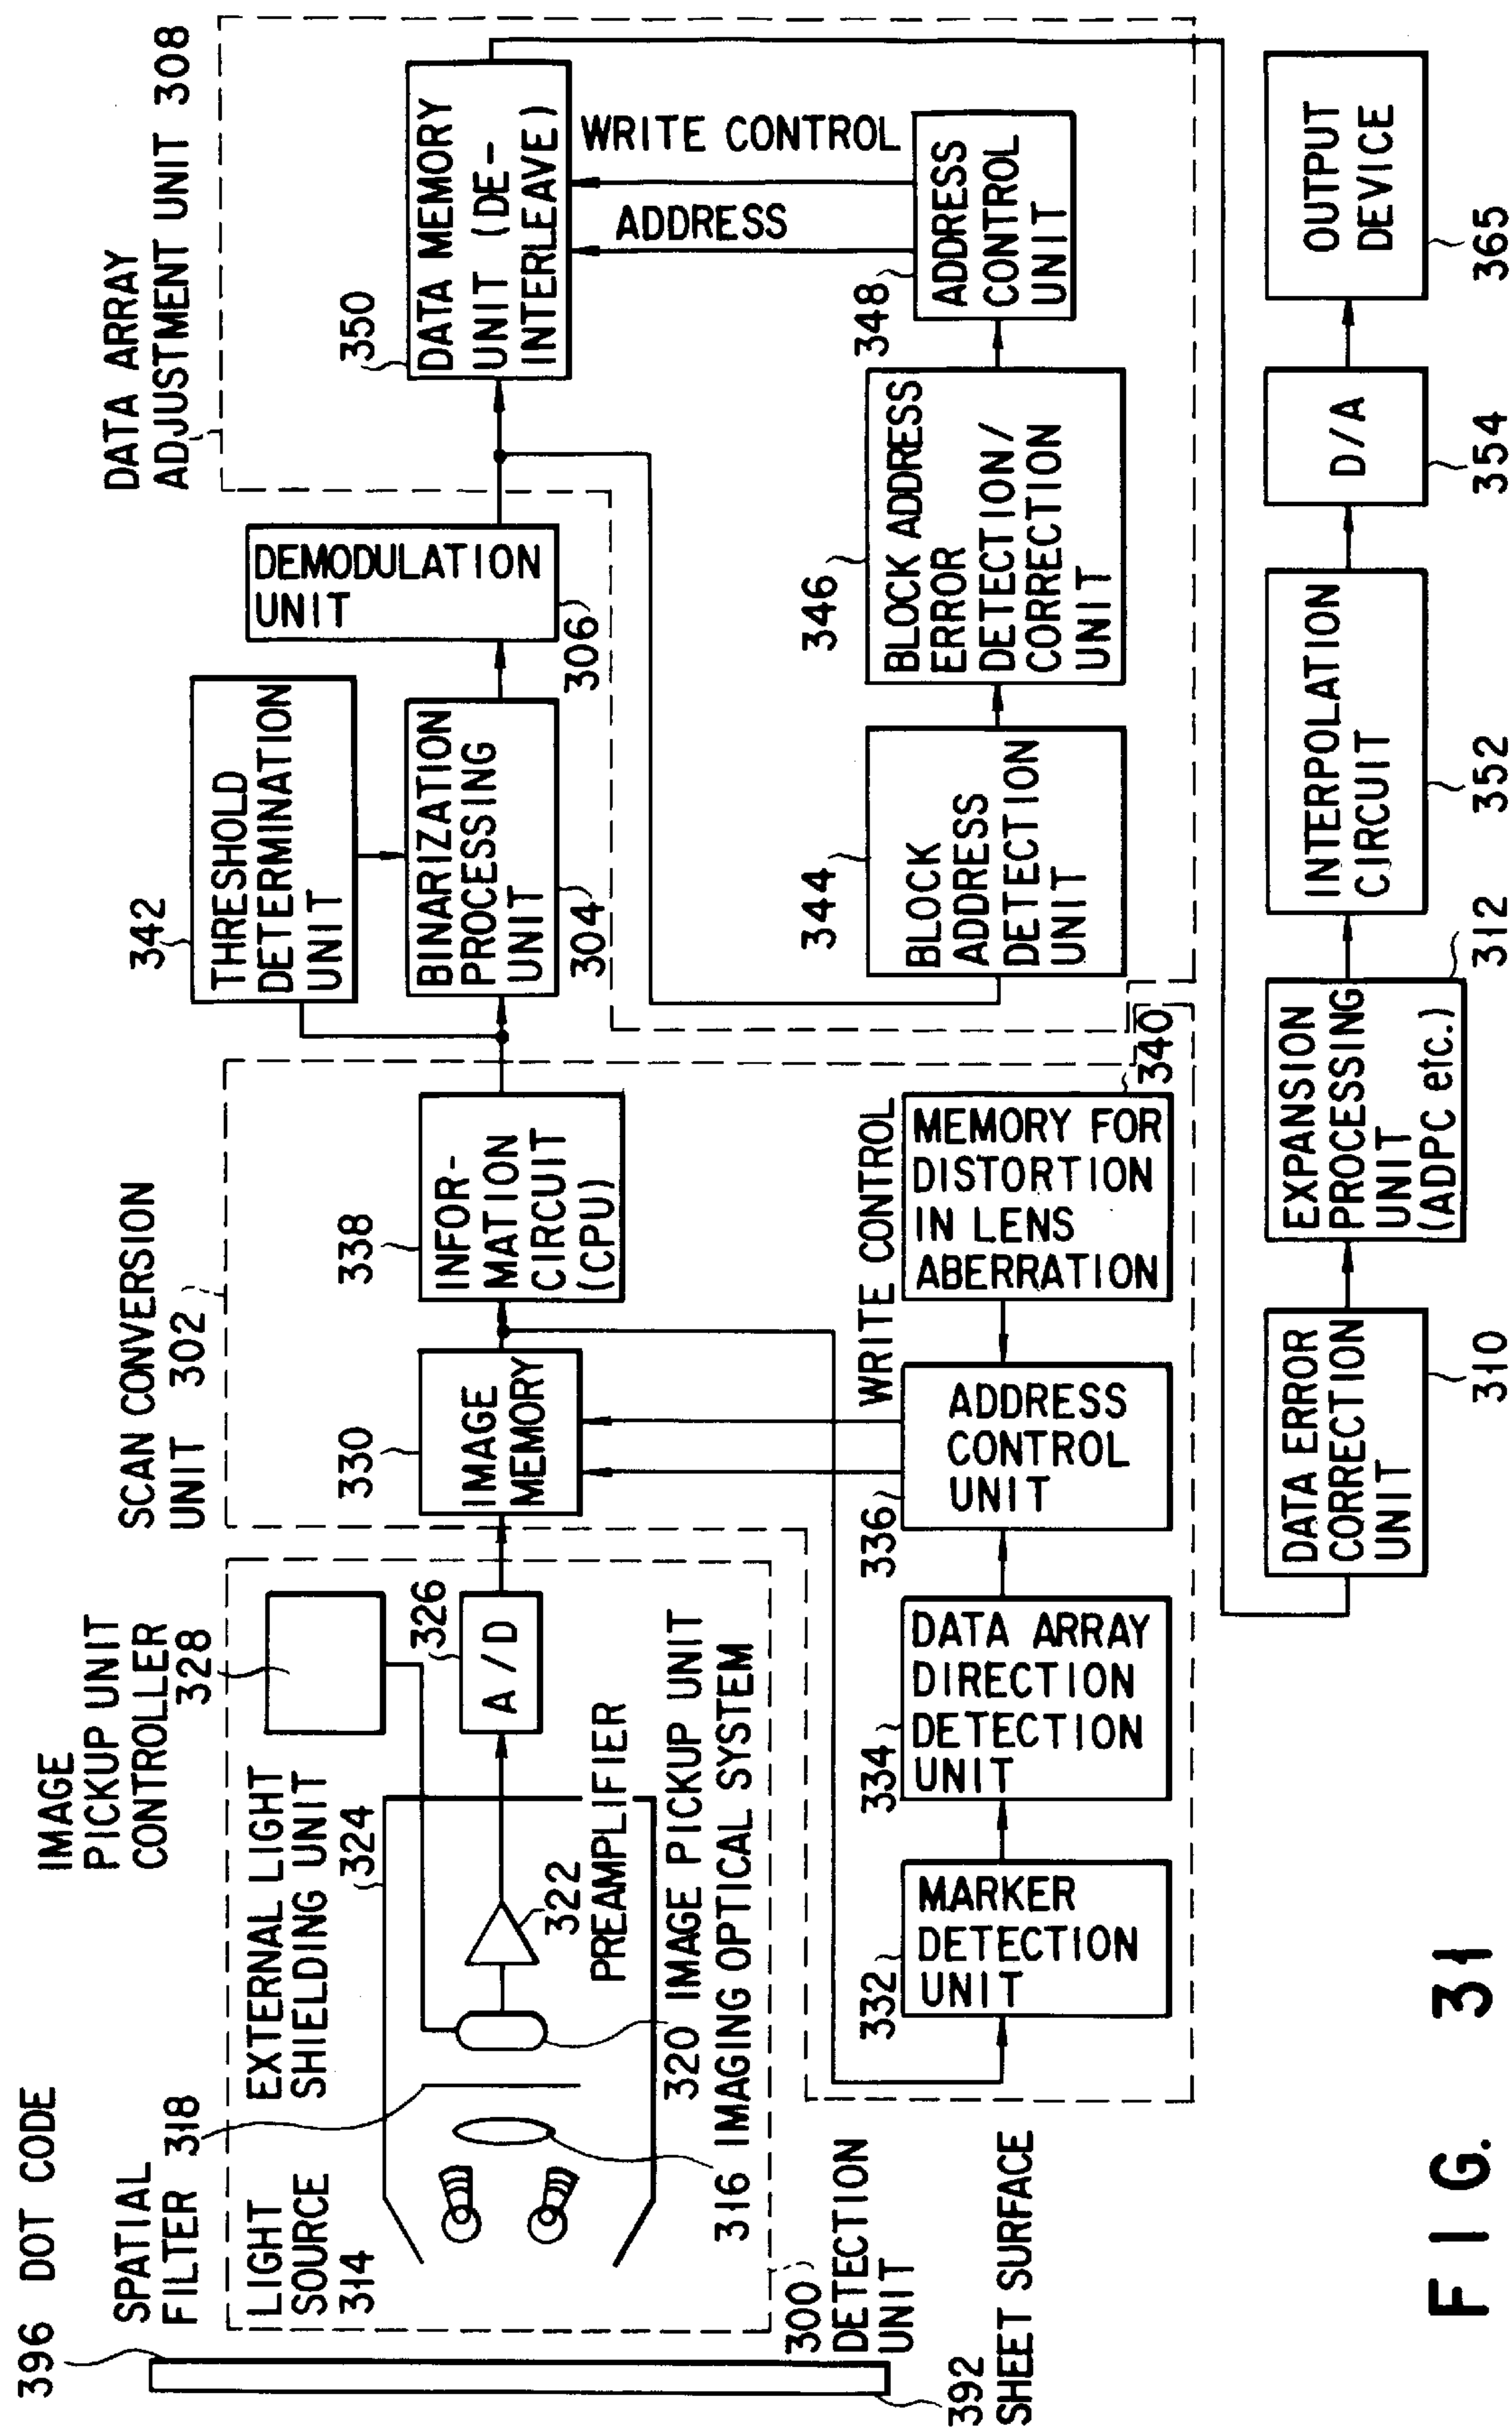 396 DOT CODE
SPATIAL
FILTER 318
LIGHT
SOURCE
314
IMAGE
PICKUP UNIT
CONTROLLER
328
EXTERNAL LIGHT
SHIELDING UNIT
324
326
A/D
322
PREAMPLIFIER
320 IMAGE PICKUP UNIT
316 IMAGING OPTICAL SYSTEM
300
DETECTION
UNIT
392
SHEET SURFACE
SCAN CONVERSION
UNIT 302
330
IMAGE
MEMORY
338
INFOR-
MATION
CIRCUIT
(CPU)
WRITE CONTROL
332
MARKER
DETECTION
UNIT
334
DATA ARRAY
DIRECTION
DETECTION
UNIT
336
ADDRESS
CONTROL
UNIT
340
MEMORY FOR
DISTORTION
IN LENS
ABERRATION
342
THRESHOLD
DETERMINATION
UNIT
BINARIZATION
PROCESSING
UNIT
304
DEMODULATION
UNIT
306
DATA ARRAY
ADJUSTMENT UNIT 308
350
DATA MEMORY
UNIT (DE-
INTERLEAVE)
WRITE CONTROL
ADDRESS
344
BLOCK
ADDRESS
DETECTION
UNIT
346
BLOCK ADDRESS
ERROR
DETECTION/
CORRECTION
UNIT
348
ADDRESS
CONTROL
UNIT
DATA ERROR
CORRECTION
UNIT
310
EXPANSION
PROCESSING
UNIT
(ADPC etc.)
312
INTERPOLATION
CIRCUIT
352
D/A
354
OUTPUT
DEVICE
365
FIG. 31